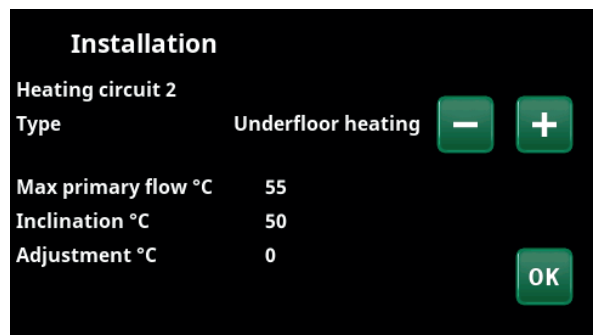 Installation
Heating circuit 2
Type Underfloor heating − +
Max primary flow °C 55
Inclination °C 50
Adjustment °C 0
OK